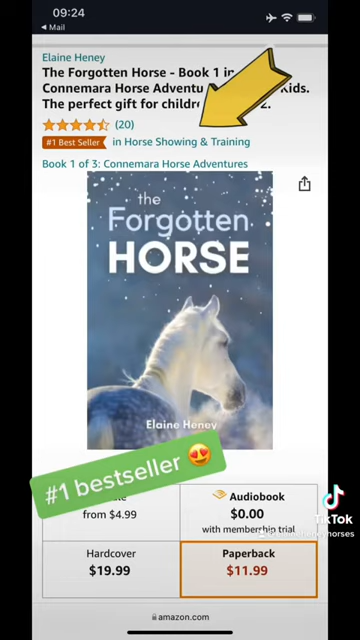 09:24
Mail
Elaine Heney
The Forgotten Horse - Book 1 in
Connemara Horse Kids.
The perfect gift for 2.
(20)
#1 Best Seller in Horse Showing & Training
Book 1 of 3: Connemara Horse Adventures
the
Forgotten
HORSE
Elaine Heney
#1 bestseller
from $4.99
Audiobook
$0.00
with membership trial
Hardcover
$19.99
Paperback
$11.99
TikTok
amazon.com